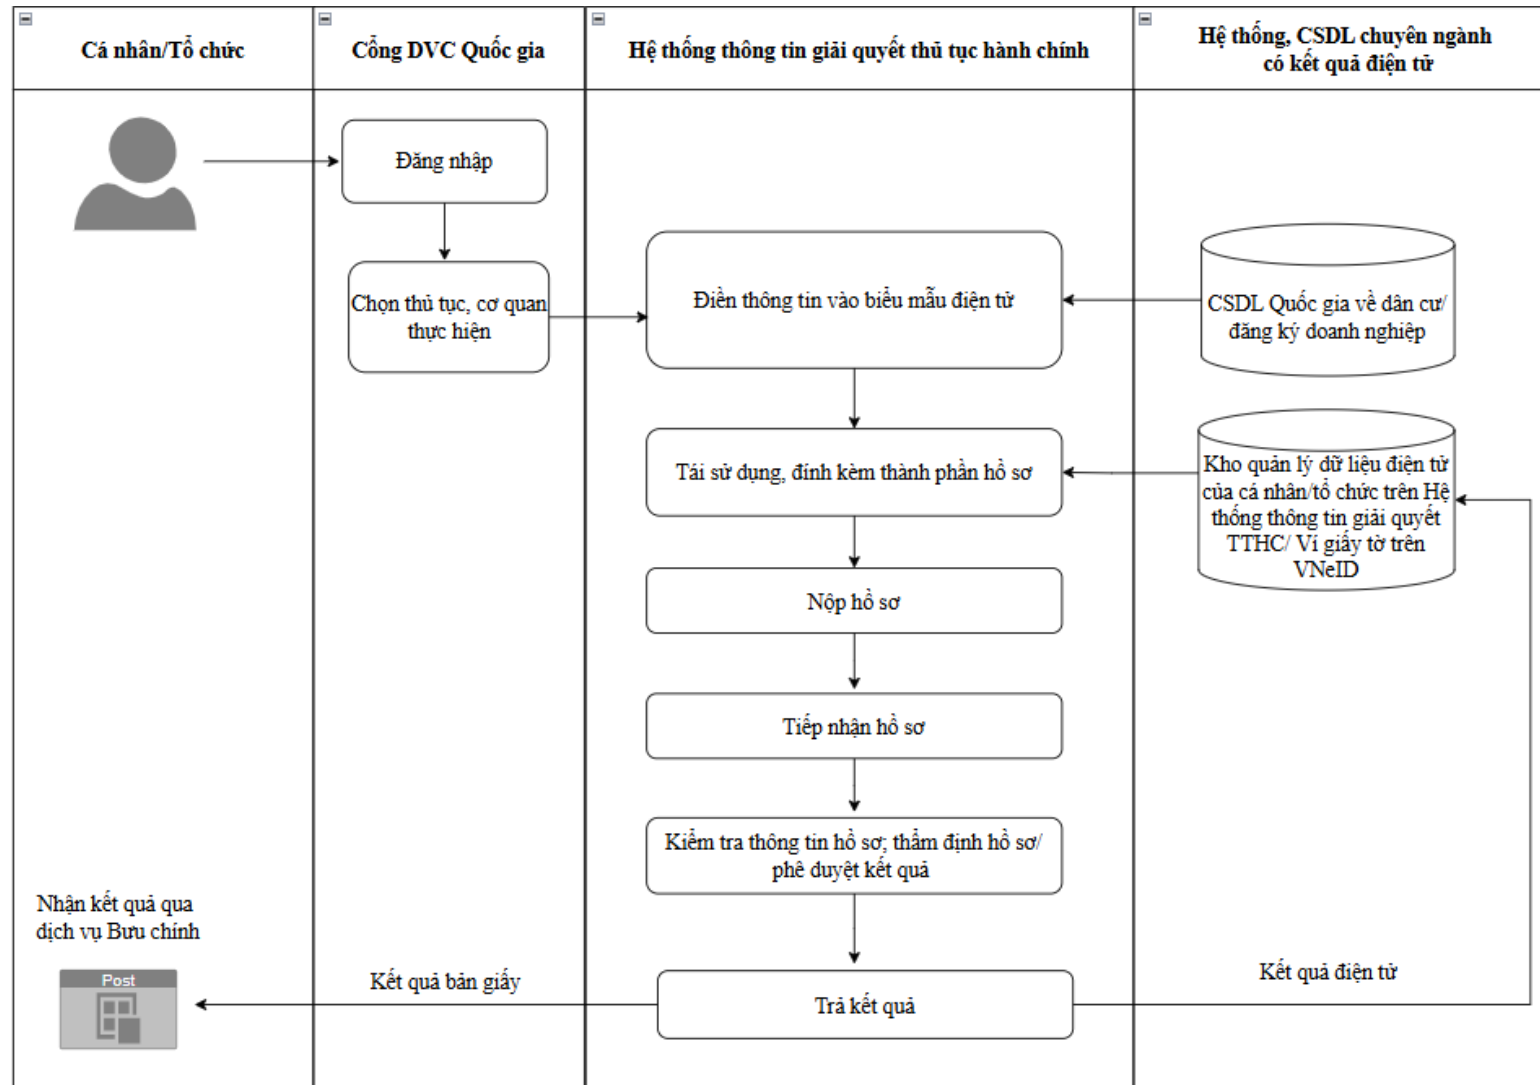 Cá nhân/Tổ chức
Cổng DVC Quốc gia
Hệ thống thông tin giải quyết thủ tục hành chính
Hệ thống, CSDL chuyên ngành
có kết quả điện tử
Đăng nhập
Chọn thủ tục, cơ quan
thực hiện
Điền thông tin vào biểu mẫu điện tử
CSDL Quốc gia về dân cư/
đăng ký doanh nghiệp
Tái sử dụng, đính kèm thành phần hồ sơ
Kho quản lý dữ liệu điện tử
của cá nhân/tổ chức trên Hệ
thống thông tin giải quyết
TTHC/ Ví giấy tờ trên
VNeID
Nộp hồ sơ
Tiếp nhận hồ sơ
Kiểm tra thông tin hồ sơ; thẩm định hồ sơ/
phê duyệt kết quả
Nhận kết quả qua
dịch vụ Bưu chính
Post
Kết quả bản giấy
Trả kết quả
Kết quả điện tử